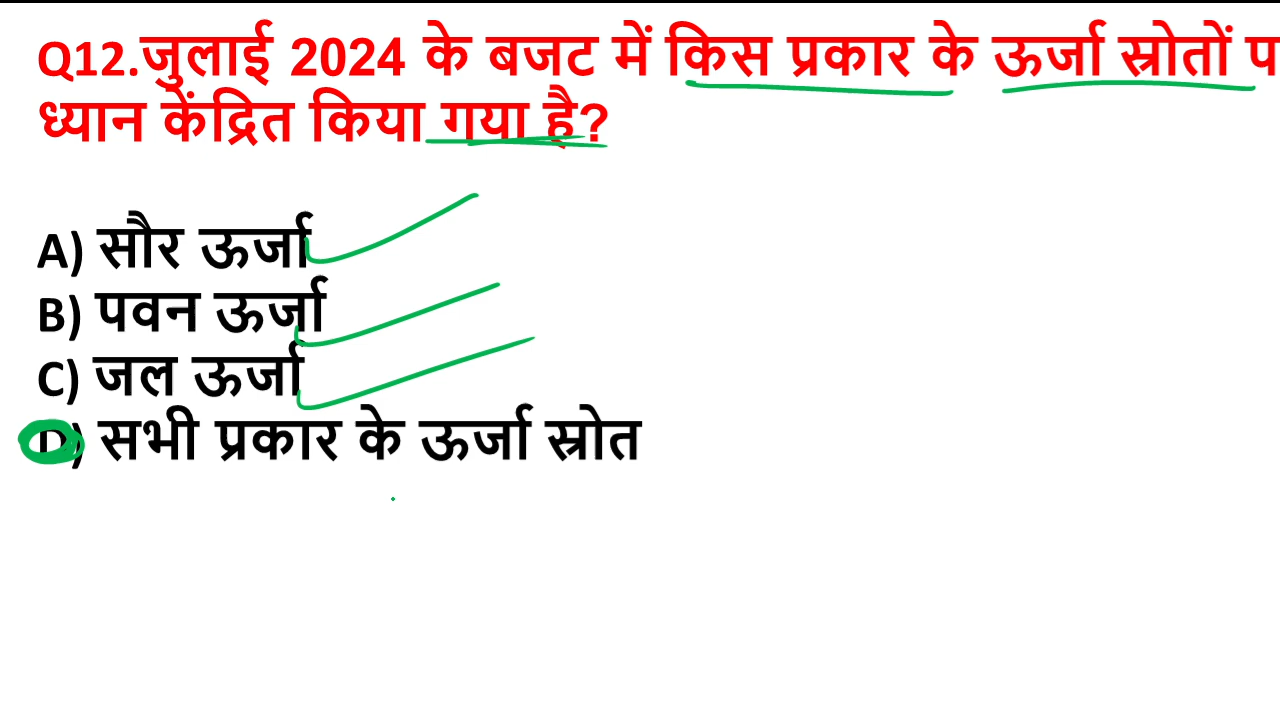 Q12.जुलाई 2024 के बजट में किस प्रकार के ऊर्जा स्रोतों प
ध्यान केंद्रित किया गया है?
A) सौर ऊर्जा
B) पवन ऊर्जा
C) जल ऊर्जा
D) सभी प्रकार के ऊर्जा स्रोत